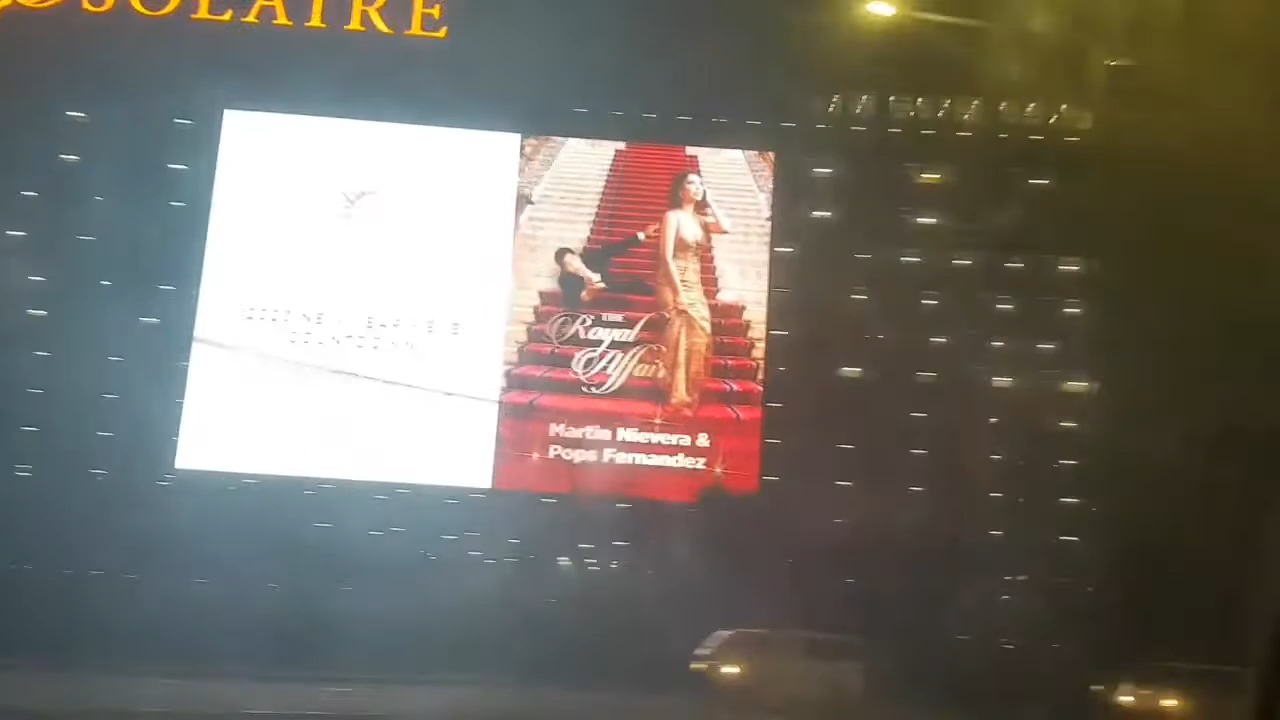 SOLAIRE
THE
Royal
Affair
Martin Nievera &
Pops Fernandez